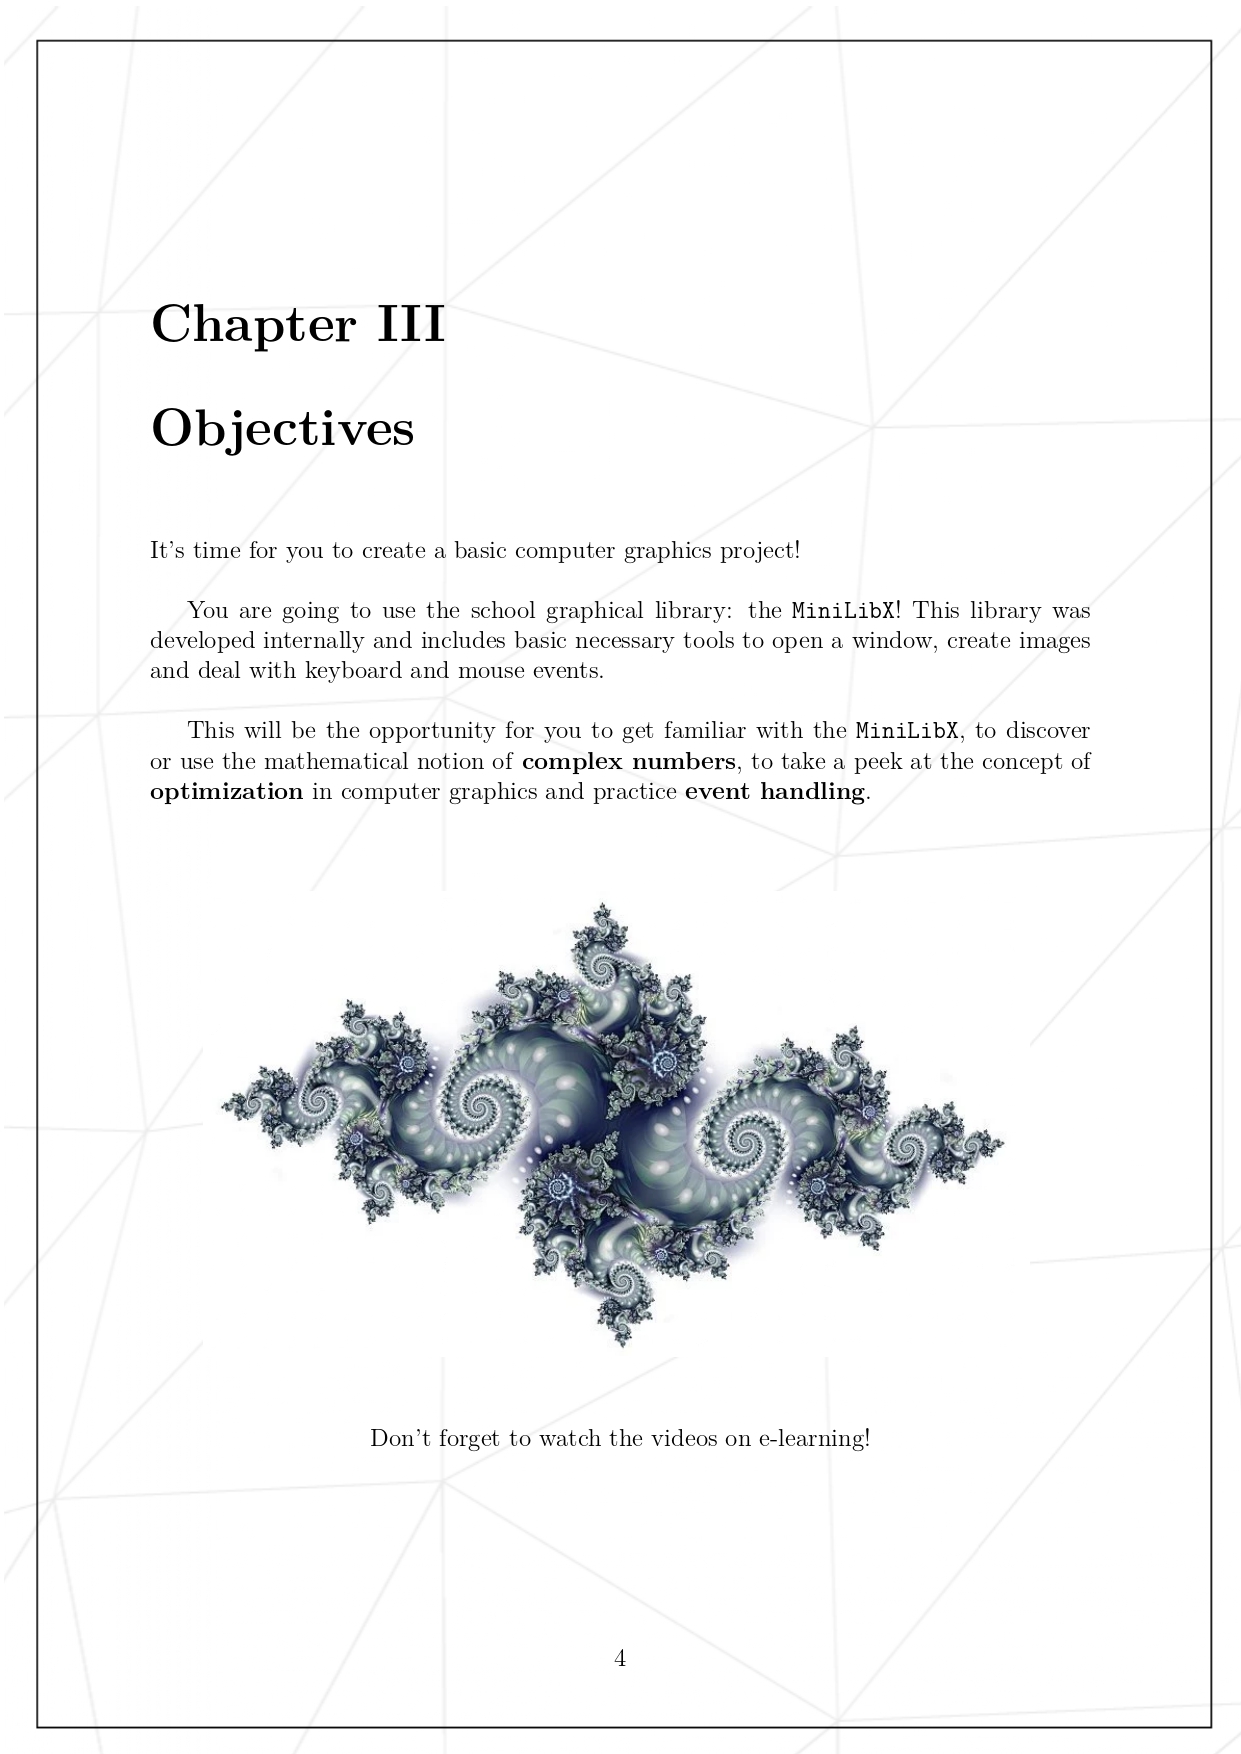 Chapter III
Objectives
It's time for you to create a basic computer graphics project!
You are going to use the school graphical library: the MiniLibX! This library was
developed internally and includes basic necessary tools to open a window, create images
and deal with keyboard and mouse events.
This will be the opportunity for you to get familiar with the MiniLibX, to discover
or use the mathematical notion of complex numbers, to take a peek at the concept of
optimization in computer graphics and practice event handling.
Don't forget to watch the videos on e-learning!
4